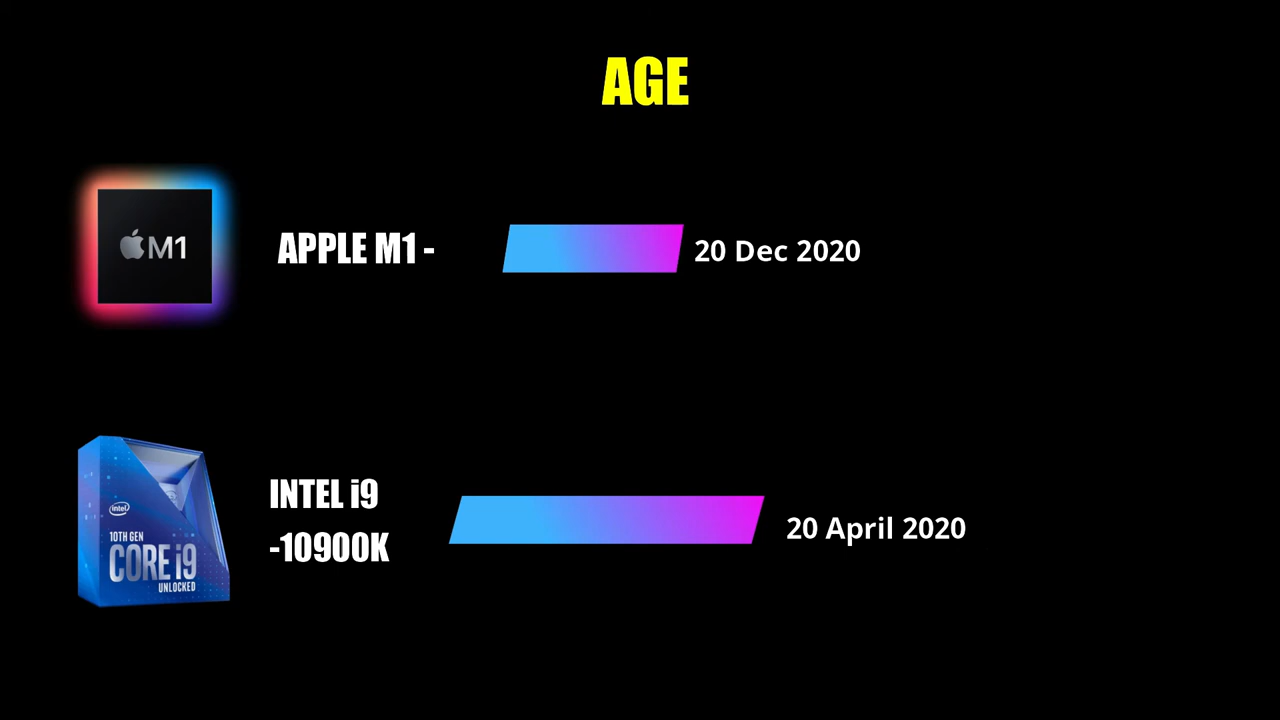 AGE
M1
APPLE M1 -
20 Dec 2020
INTEL i9
-10900K
20 April 2020
intel
10TH GEN
CORE i9
UNLOCKED